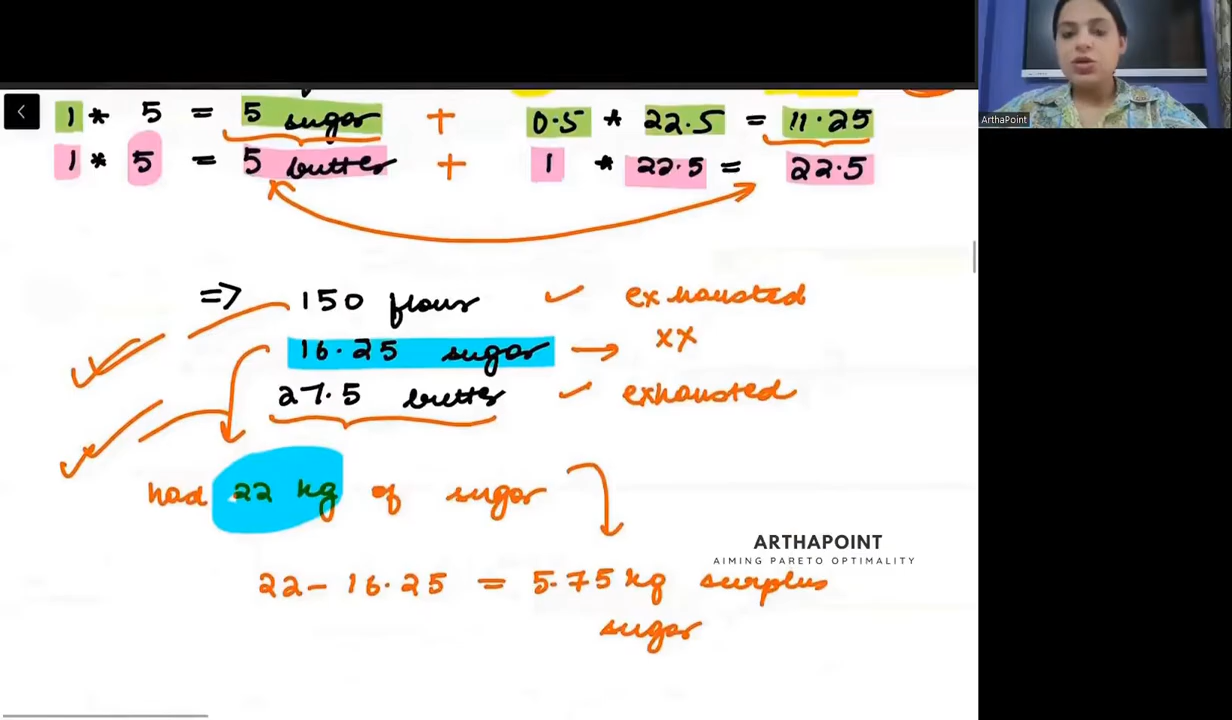 1 * 5 = 5 sugar + 0.5 * 22.5 = 11.25
1 * 5 = 5 butter + 1 * 22.5 = 22.5
ArthaPoint
=> 150 flour ✓ exhausted
16.25 sugar → xx
27.5 butter ✓ exhausted
had 22 kg of sugar
ARTHAPOINT
AIMING PARETO OPTIMALITY
22 - 16.25 = 5.75 kg surplus
sugar